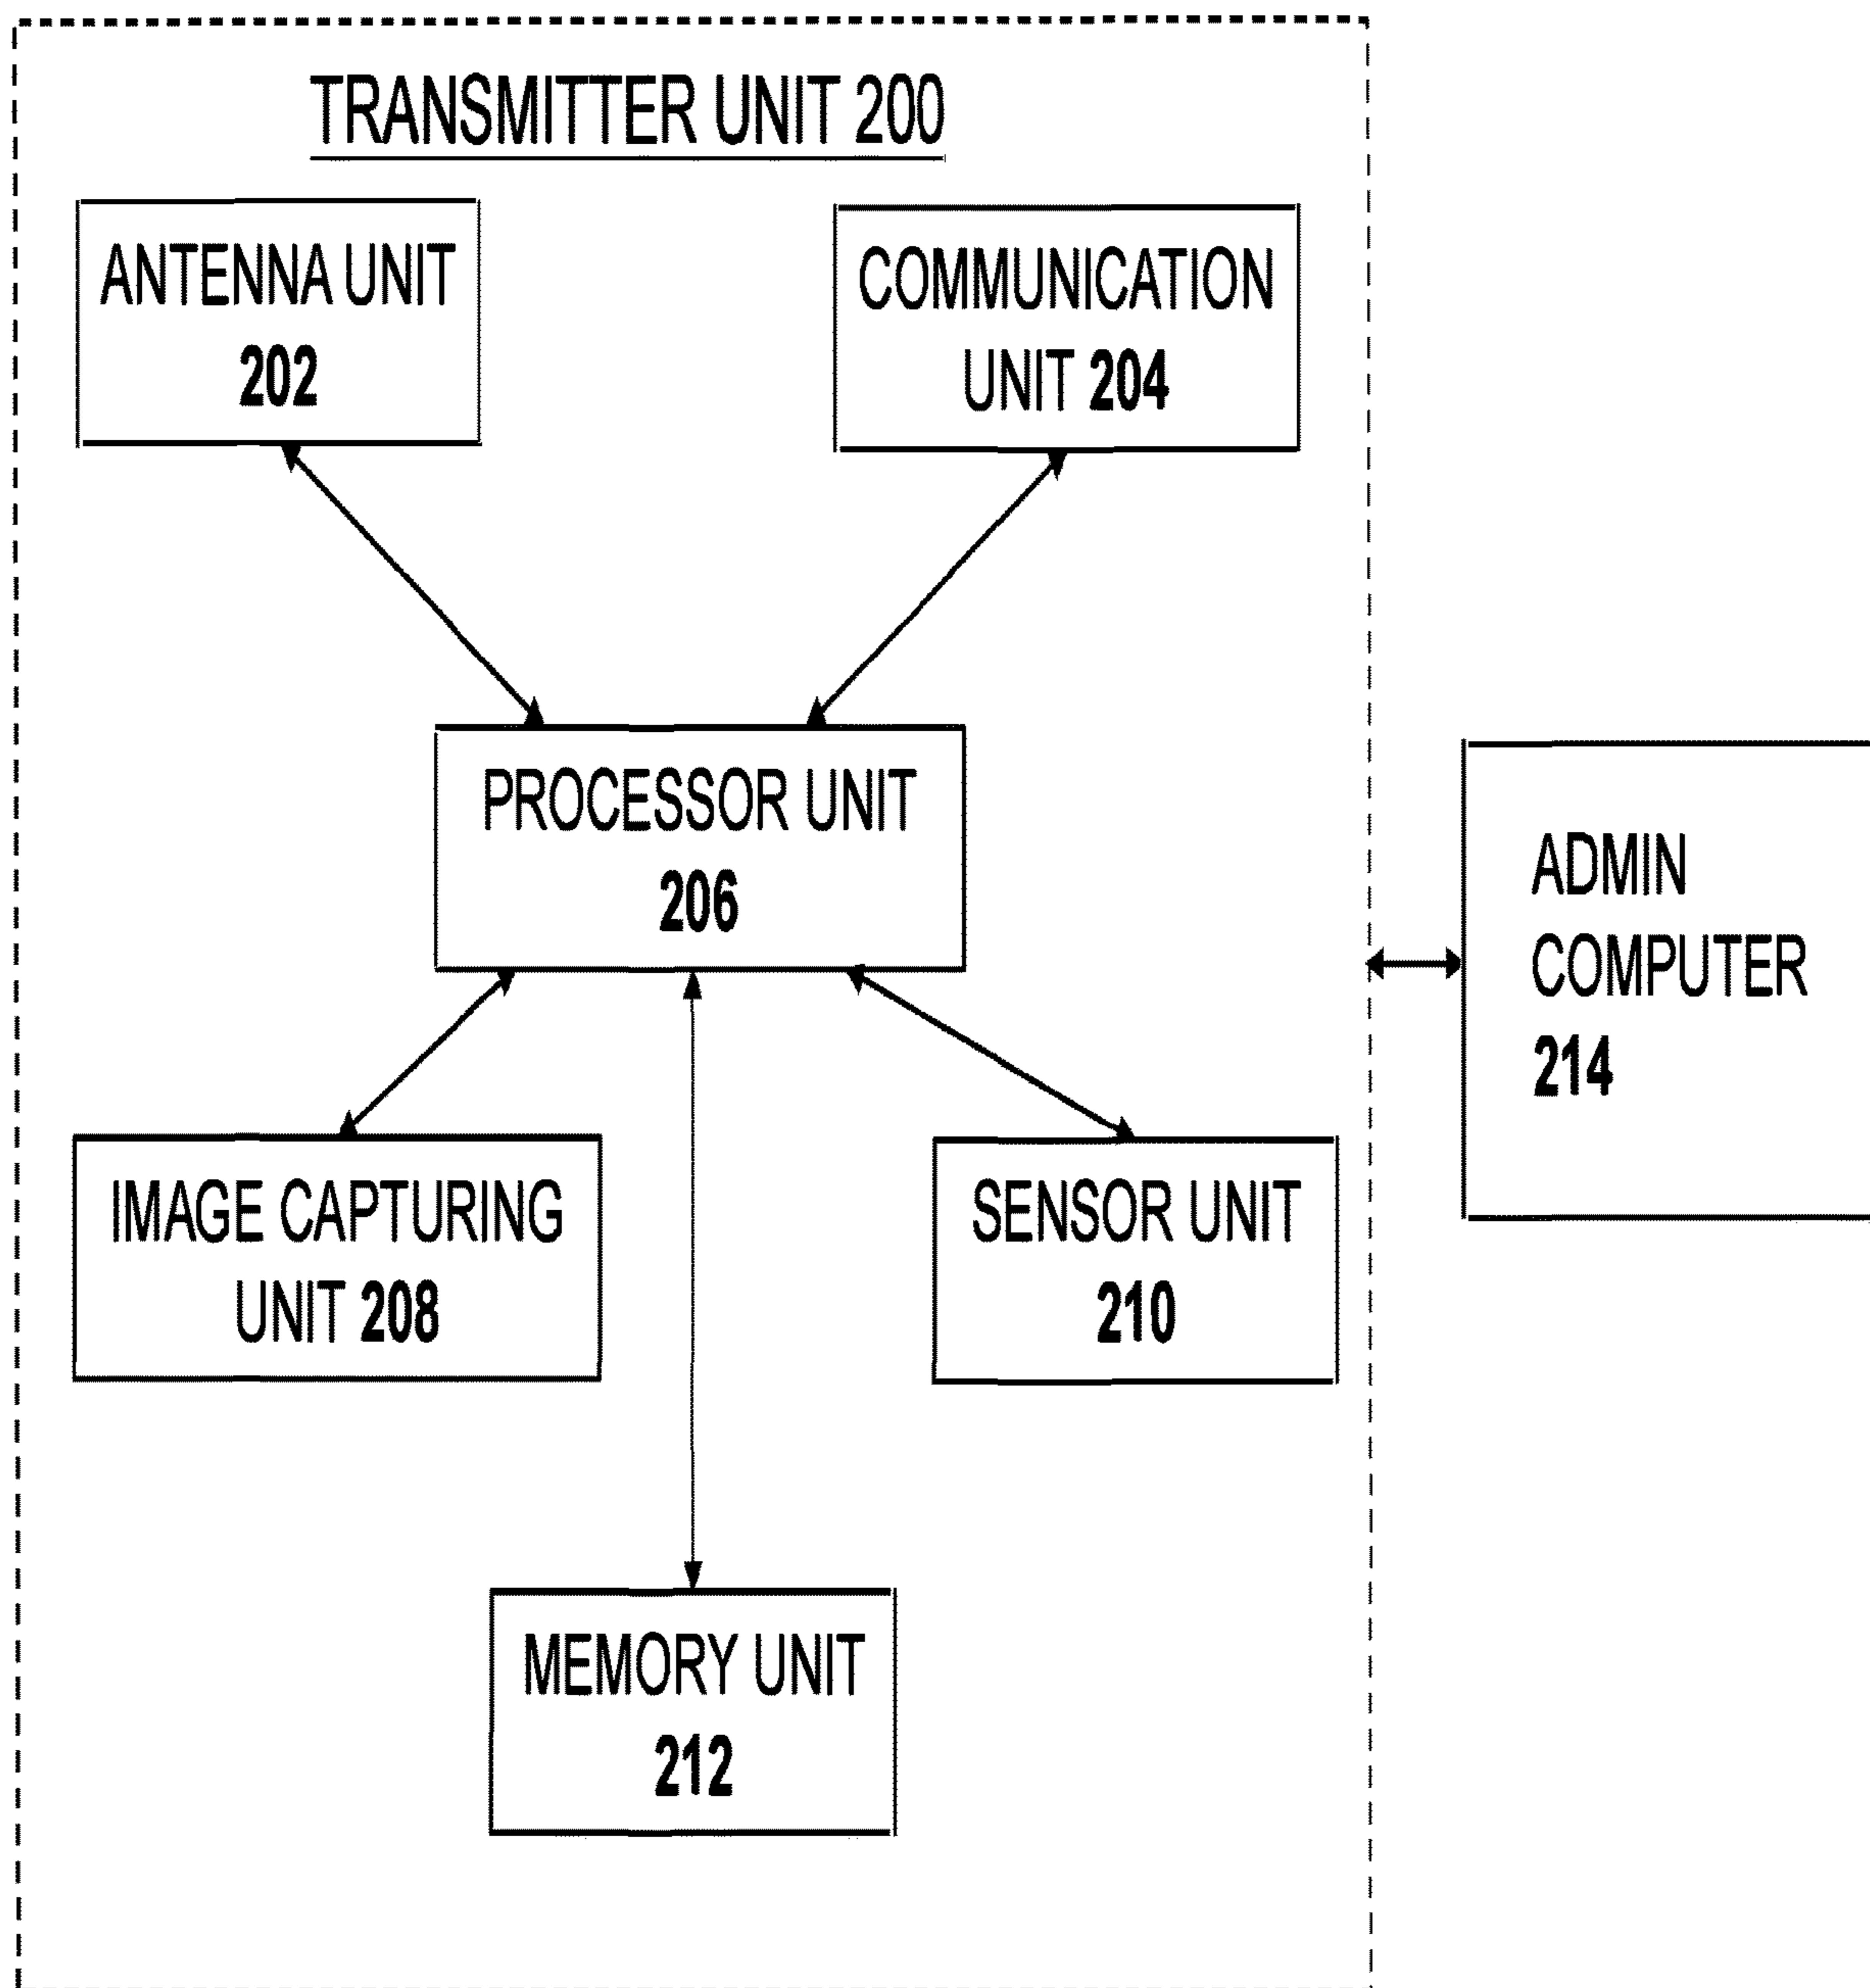 TRANSMITTER UNIT 200
ANTENNA UNIT
202
COMMUNICATION
UNIT 204
PROCESSOR UNIT
206
ADMIN
COMPUTER
214
IMAGE CAPTURING
UNIT 208
SENSOR UNIT
210
MEMORY UNIT
212